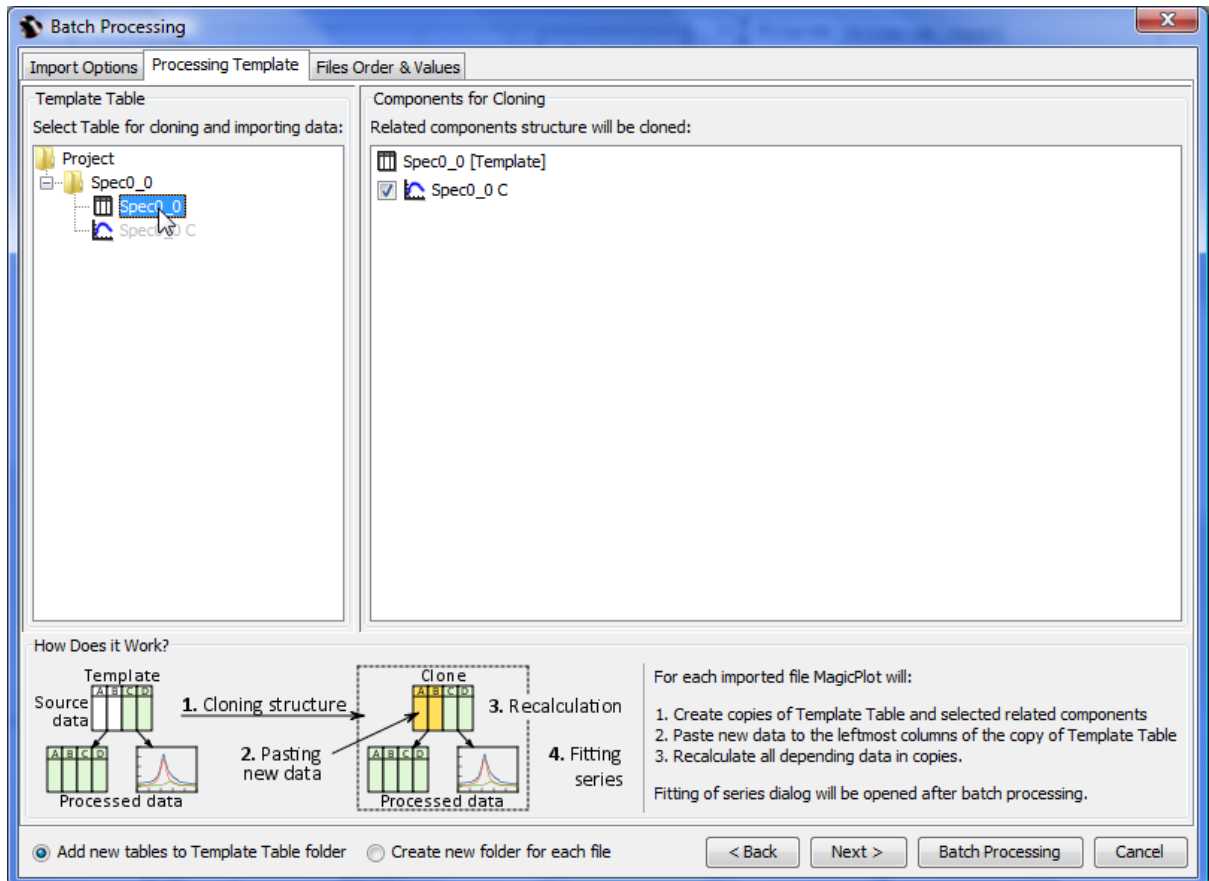 Batch Processing
Import Options Processing Template Files Order & Values
Template Table
Select Table for cloning and importing data:
Project
Spec0_0
Spec0_0
Spec0_0 C
Components for Cloning
Related components structure will be cloned:
Spec0_0 [Template]
Spec0_0 C
How Does it Work?
Template
Source
data
A B C D
A B C D
Processed data
1. Cloning structure
2. Pasting
new data
Clone
A B C D
A B C D
Processed data
3. Recalculation
4. Fitting
series
For each imported file MagicPlot will:
1. Create copies of Template Table and selected related components
2. Paste new data to the leftmost columns of the copy of Template Table
3. Recalculate all depending data in copies.
Fitting of series dialog will be opened after batch processing.
Add new tables to Template Table folder Create new folder for each file < Back Next > Batch Processing Cancel